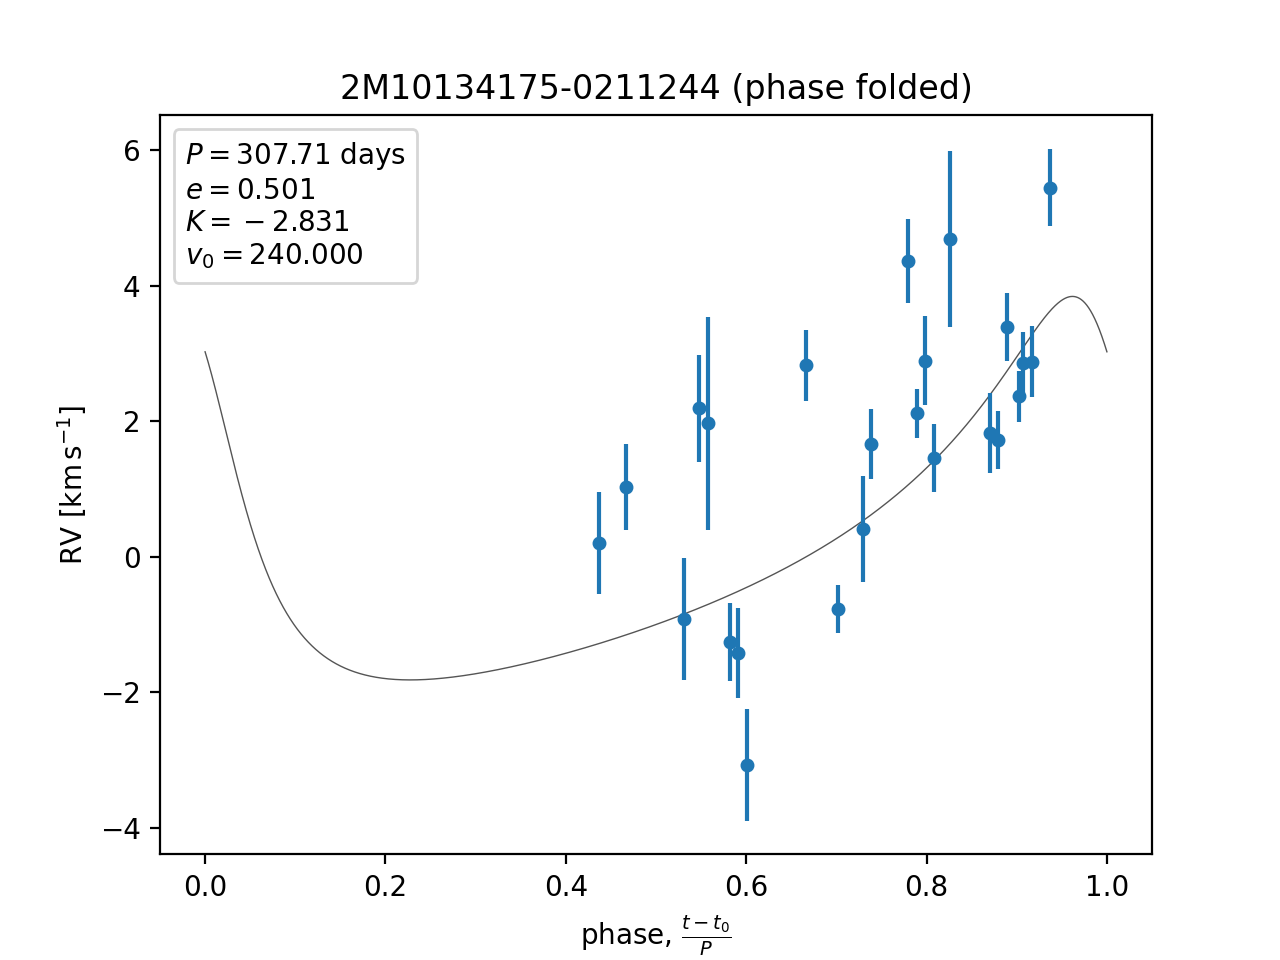 2M10134175-0211244 (phase folded)
P = 307.71 days
e = 0.501
K = −2.831
v₀ = 240.000
6
4
2
0
−2
−4
RV [km s⁻¹]
0.0 0.2 0.4 0.6 0.8 1.0
phase, (t − t₀)/P